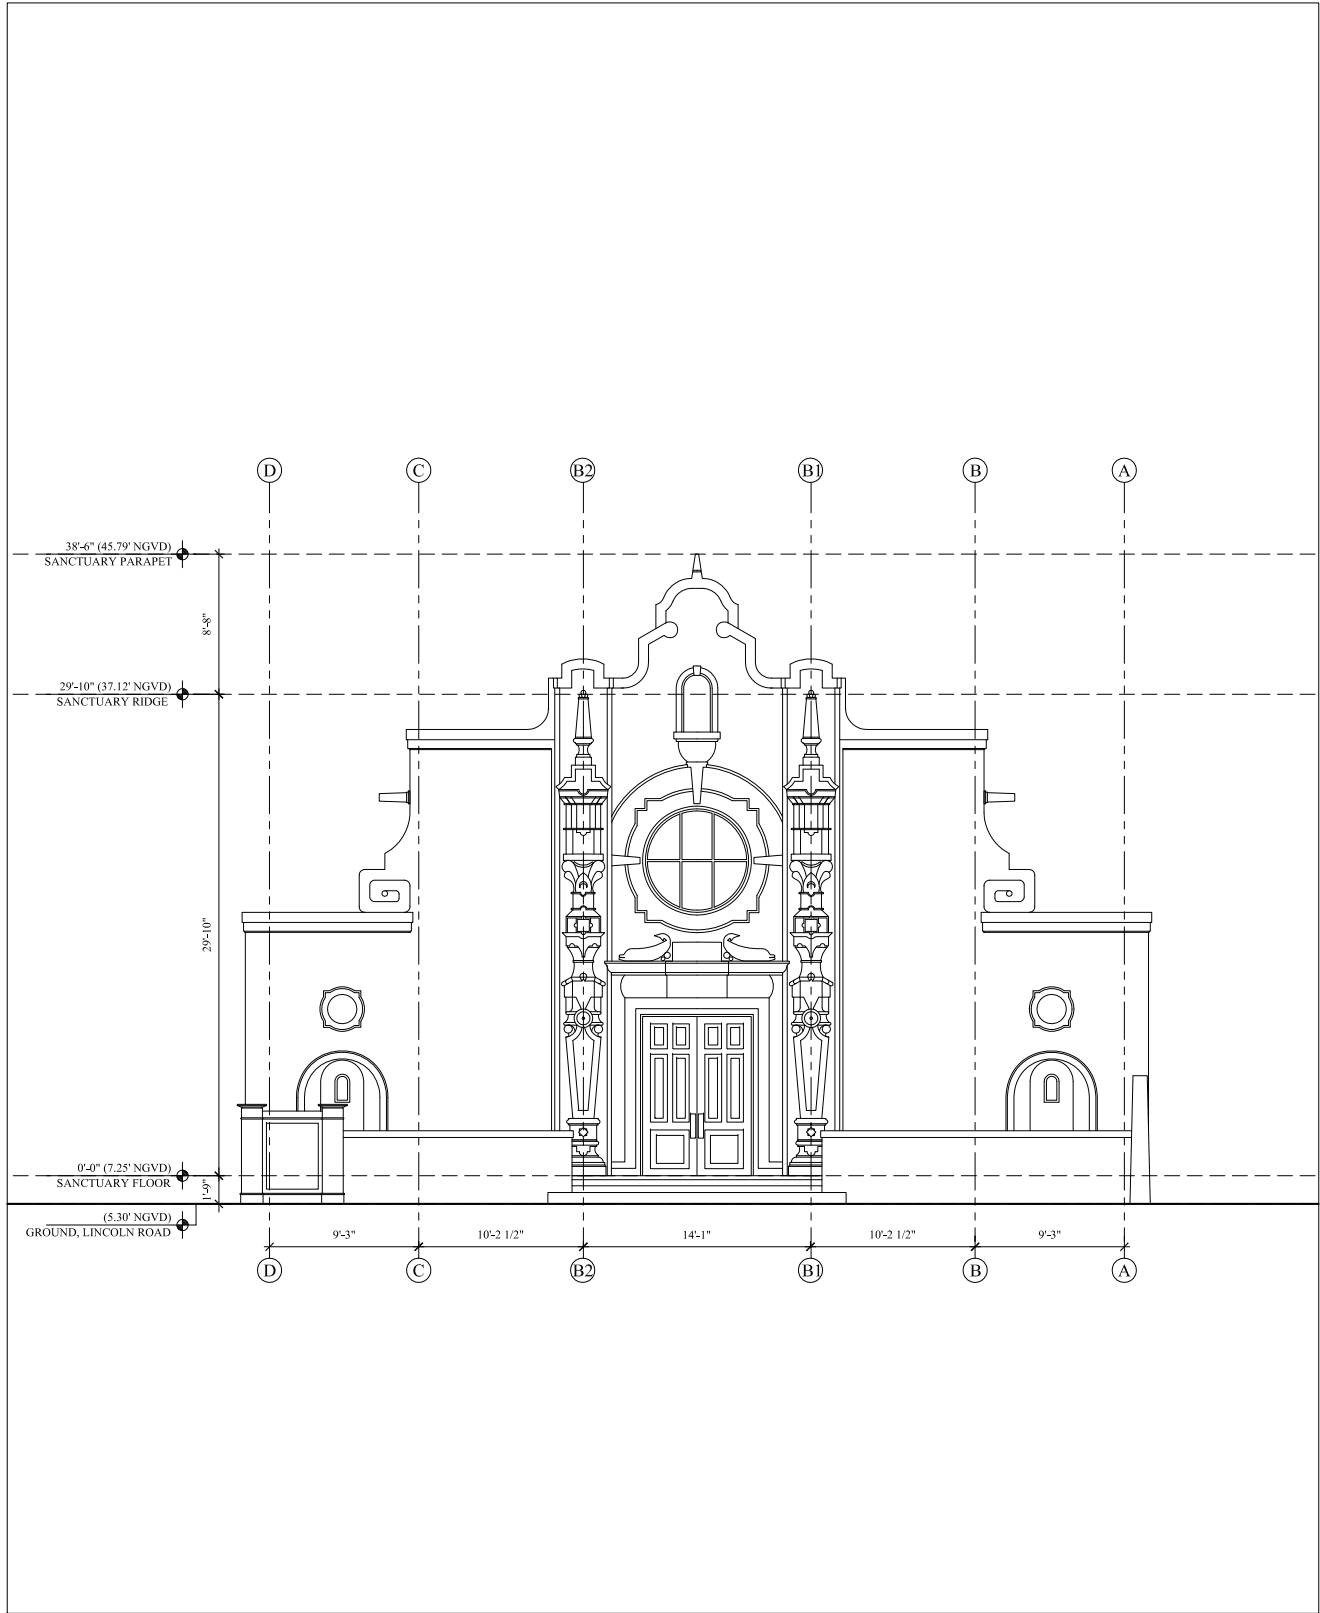 D C B2 B1 B A
38'-6" (45.79' NGVD)
SANCTUARY PARAPET
8'-8"
29'-10" (37.12' NGVD)
SANCTUARY RIDGE
29'-10"
0'-0" (7.25' NGVD)
SANCTUARY FLOOR
1'-9"
(5.30' NGVD)
GROUND, LINCOLN ROAD
9'-3" 10'-2 1/2" 14'-1" 10'-2 1/2" 9'-3"
D C B2 B1 B A